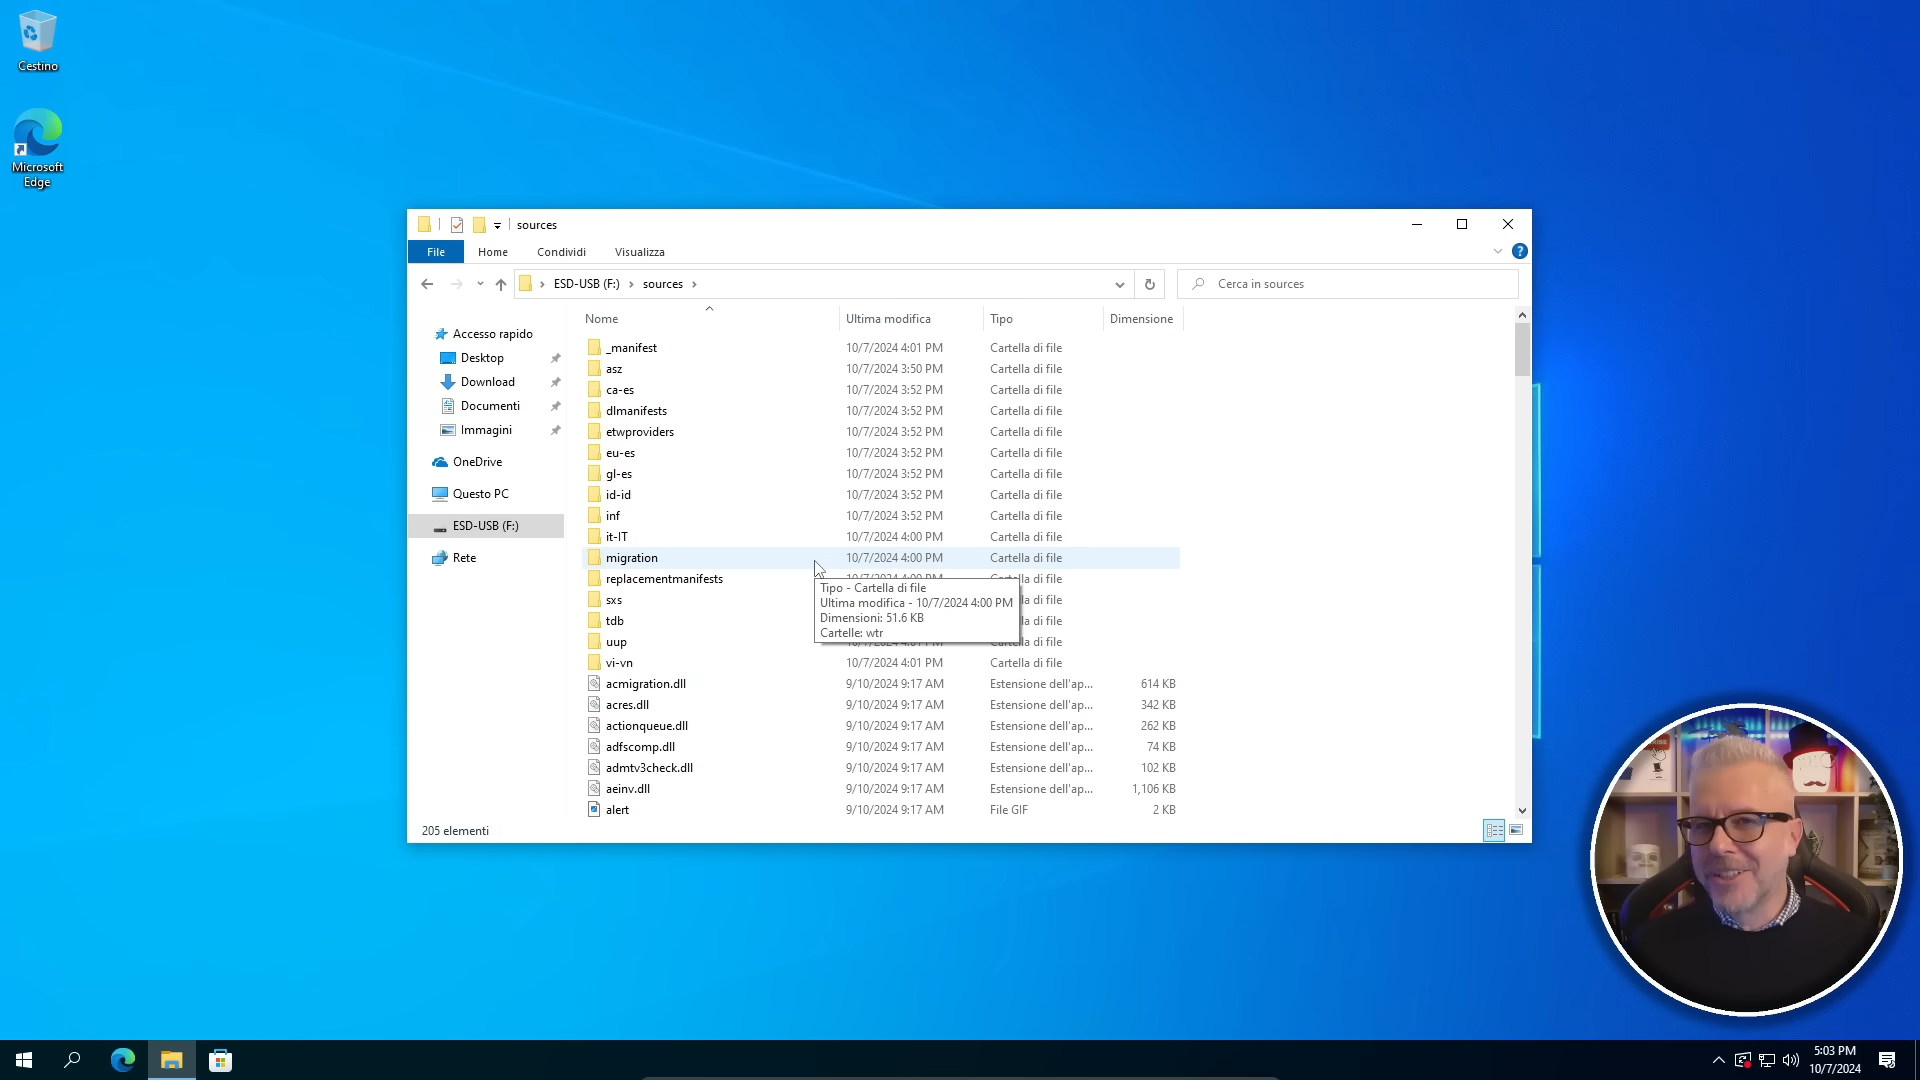 Cestino
Microsoft
Edge
sources
File Home Condividi Visualizza
ESD-USB (F:) sources
Cerca in sources
Nome Ultima modifica Tipo Dimensione
Accesso rapido
Desktop
Download
Documenti
Immagini
OneDrive
Questo PC
ESD-USB (F:)
Rete
_manifest 10/7/2024 4:01 PM Cartella di file
asz 10/7/2024 3:50 PM Cartella di file
ca-es 10/7/2024 3:52 PM Cartella di file
dlmanifests 10/7/2024 3:52 PM Cartella di file
etwproviders 10/7/2024 3:52 PM Cartella di file
eu-es 10/7/2024 3:52 PM Cartella di file
gl-es 10/7/2024 3:52 PM Cartella di file
id-id 10/7/2024 3:52 PM Cartella di file
inf 10/7/2024 3:52 PM Cartella di file
it-IT 10/7/2024 4:00 PM Cartella di file
migration 10/7/2024 4:00 PM Cartella di file
replacementmanifests
sxs
tdb
uup
vi-vn 10/7/2024 4:01 PM Cartella di file
Tipo - Cartella di file
Ultima modifica - 10/7/2024 4:00 PM
Dimensioni: 51.6 KB
Cartelle: wtr
acmigration.dll 9/10/2024 9:17 AM Estensione dell'ap... 614 KB
acres.dll 9/10/2024 9:17 AM Estensione dell'ap... 342 KB
actionqueue.dll 9/10/2024 9:17 AM Estensione dell'ap... 262 KB
adfscomp.dll 9/10/2024 9:17 AM Estensione dell'ap... 74 KB
admtv3check.dll 9/10/2024 9:17 AM Estensione dell'ap... 102 KB
aeinv.dll 9/10/2024 9:17 AM Estensione dell'ap... 1,106 KB
alert 9/10/2024 9:17 AM File GIF 2 KB
205 elementi
5:03 PM
10/7/2024